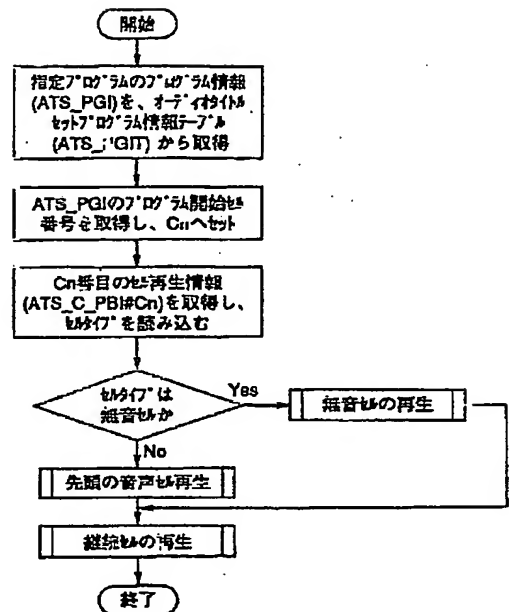 開始
指定ﾌﾟﾛｸﾞﾗﾑのﾌﾟﾛｸﾞﾗﾑ情報
(ATS_PGI)を、ｵｰﾃﾞｨｵﾀｲﾄﾙ
ｾｯﾄﾌﾟﾛｸﾞﾗﾑ情報ﾃｰﾌﾞﾙ
から取得
ATS_PGIのﾌﾟﾛｸﾞﾗﾑ開始ｾﾙ
番号を取得し、Cnへｾｯﾄ
Cn番目のｾﾙ再生情報
(ATS_C_PBI#Cn)を取得し、
ｾﾙﾀｲﾌﾟを読み込む
ｾﾙﾀｲﾌﾟは
無音ｾﾙか
Yes
無音ｾﾙの再生
No
先頭の音声ｾﾙ再生
継続ｾﾙの再生
終了